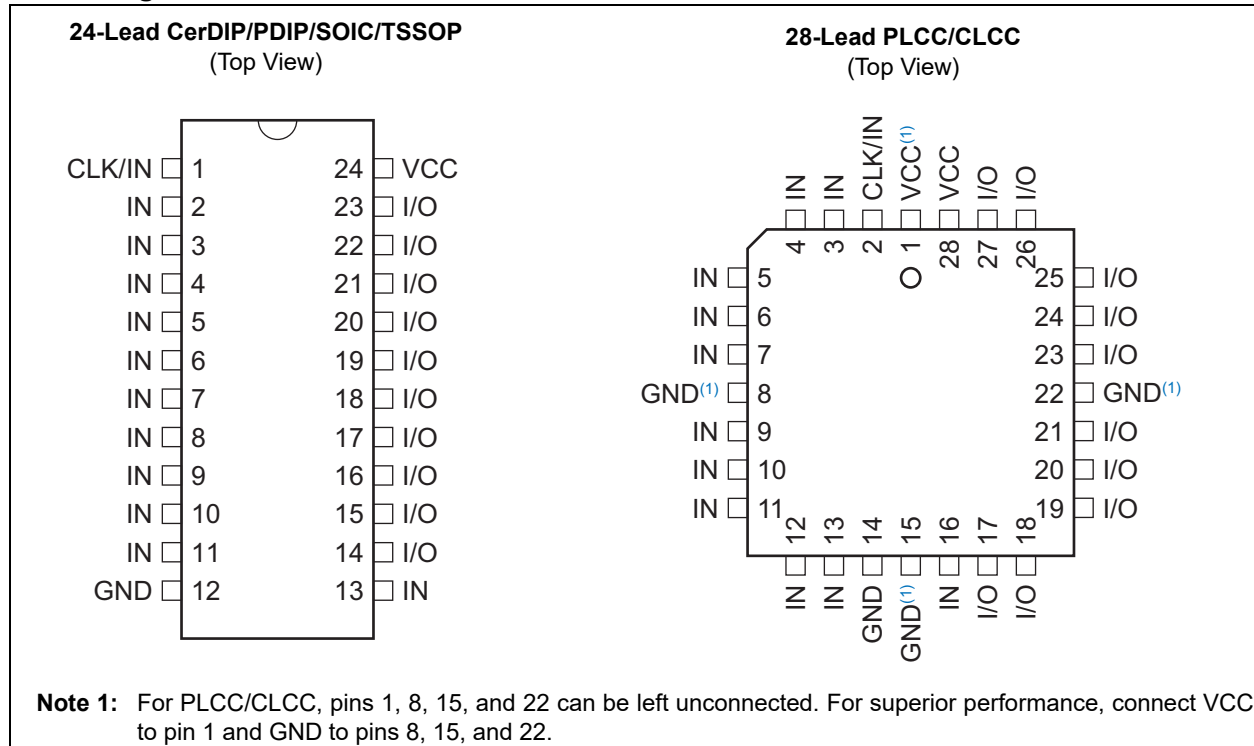 24-Lead CerDIP/PDIP/SOIC/TSSOP
(Top View)
CLK/IN 1 24 VCC
IN 2 23 I/O
IN 3 22 I/O
IN 4 21 I/O
IN 5 20 I/O
IN 6 19 I/O
IN 7 18 I/O
IN 8 17 I/O
IN 9 16 I/O
IN 10 15 I/O
IN 11 14 I/O
GND 12 13 IN
28-Lead PLCC/CLCC
(Top View)
IN IN CLK/IN VCC(1) VCC I/O I/O
4 3 2 1 28 27 26
IN 5 25 I/O
IN 6 24 I/O
IN 7 23 I/O
GND(1) 8 22 GND(1)
IN 9 21 I/O
IN 10 20 I/O
IN 11 19 I/O
12 13 14 15 16 17 18
IN IN GND GND(1) IN I/O I/O
Note 1: For PLCC/CLCC, pins 1, 8, 15, and 22 can be left unconnected. For superior performance, connect VCC
to pin 1 and GND to pins 8, 15, and 22.